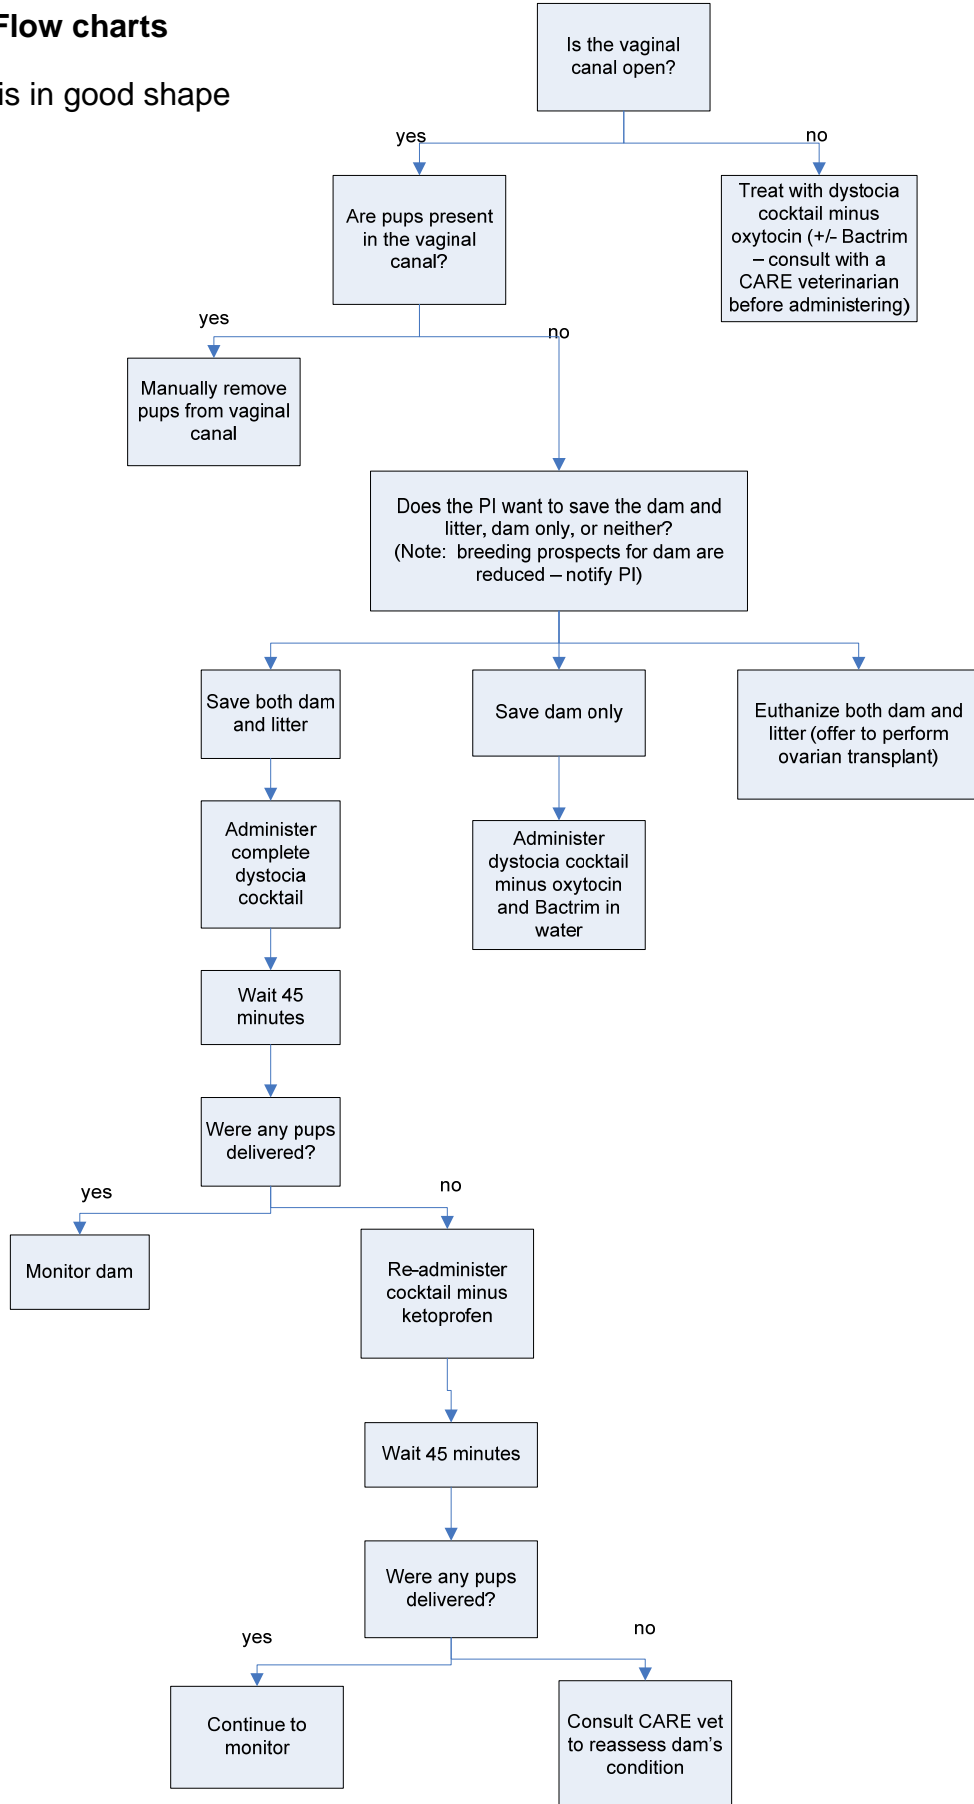 Flow charts
is in good shape
Is the vaginal
canal open?
yes
no
Are pups present
in the vaginal
canal?
Treat with dystocia
cocktail minus
oxytocin (+/- Bactrim
– consult with a
CARE veterinarian
before administering)
yes
no
Manually remove
pups from vaginal
canal
Does the PI want to save the dam and
litter, dam only, or neither?
(Note:  breeding prospects for dam are
reduced – notify PI)
Save both dam
and litter
Save dam only
Euthanize both dam and
litter (offer to perform
ovarian transplant)
Administer
complete
dystocia
cocktail
Administer
dystocia cocktail
minus oxytocin
and Bactrim in
water
Wait 45
minutes
Were any pups
delivered?
yes
no
Monitor dam
Re-administer
cocktail minus
ketoprofen
Wait 45 minutes
Were any pups
delivered?
yes
no
Continue to
monitor
Consult CARE vet
to reassess dam's
condition